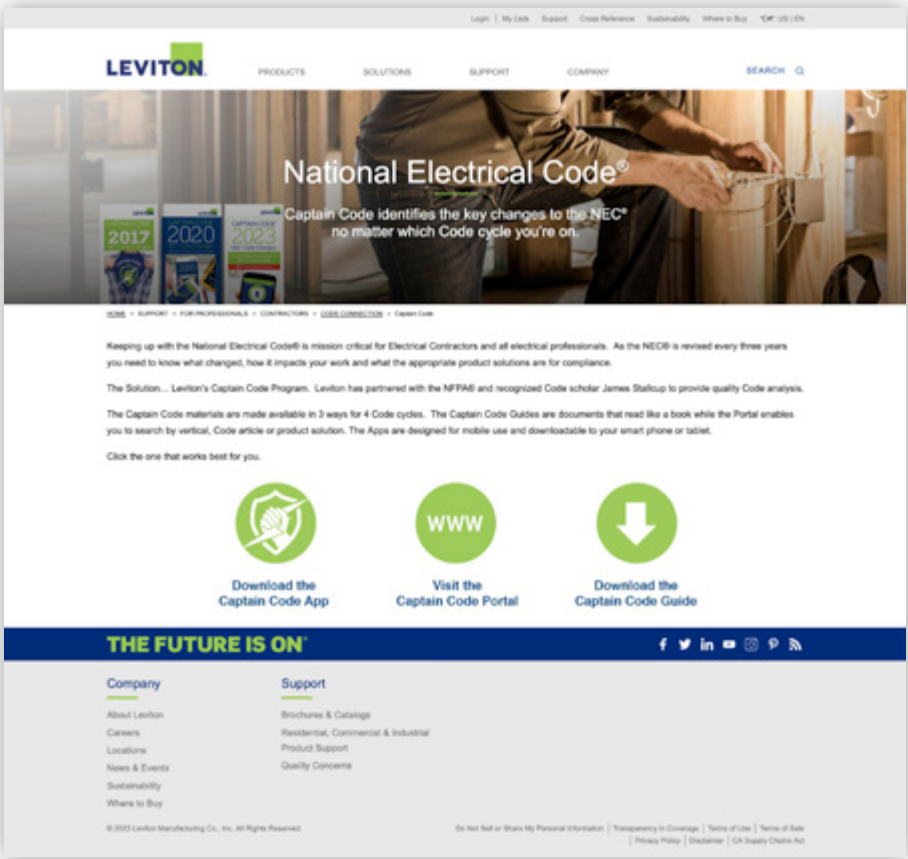 Login | My Lists Support Cross Reference Sustainability Where to Buy US | EN
LEVITON PRODUCTS SOLUTIONS SUPPORT COMPANY SEARCH
National Electrical Code®
Captain Code identifies the key changes to the NEC®
no matter which Code cycle you're on.
2017 2020 CAPTAIN CODE 2023
HOME > SUPPORT > FOR PROFESSIONALS > CONTRACTORS > CODE CONNECTION > Captain Code
Keeping up with the National Electrical Code® is mission critical for Electrical Contractors and all electrical professionals. As the NEC® is revised every three years
you need to know what changed, how it impacts your work and what the appropriate product solutions are for compliance.
The Solution... Leviton's Captain Code Program. Leviton has partnered with the NFPA® and recognized Code scholar James Stallcup to provide quality Code analysis.
The Captain Code materials are made available in 3 ways for 4 Code cycles. The Captain Code Guides are documents that read like a book while the Portal enables
you to search by vertical, Code article or product solution. The Apps are designed for mobile use and downloadable to your smart phone or tablet.
Click the one that works best for you.
WWW
Download the Visit the Download the
Captain Code App Captain Code Portal Captain Code Guide
THE FUTURE IS ON®
Company Support
About Leviton Brochures & Catalogs
Careers Residential, Commercial & Industrial
Locations Product Support
News & Events Quality Concerns
Sustainability
Where to Buy
© 2023 Leviton Manufacturing Co., Inc. All Rights Reserved. Do Not Sell or Share My Personal Information | Transparency in Coverage | Terms of Use | Terms of Sale
| Privacy Policy | Disclaimer | CA Supply Chains Act